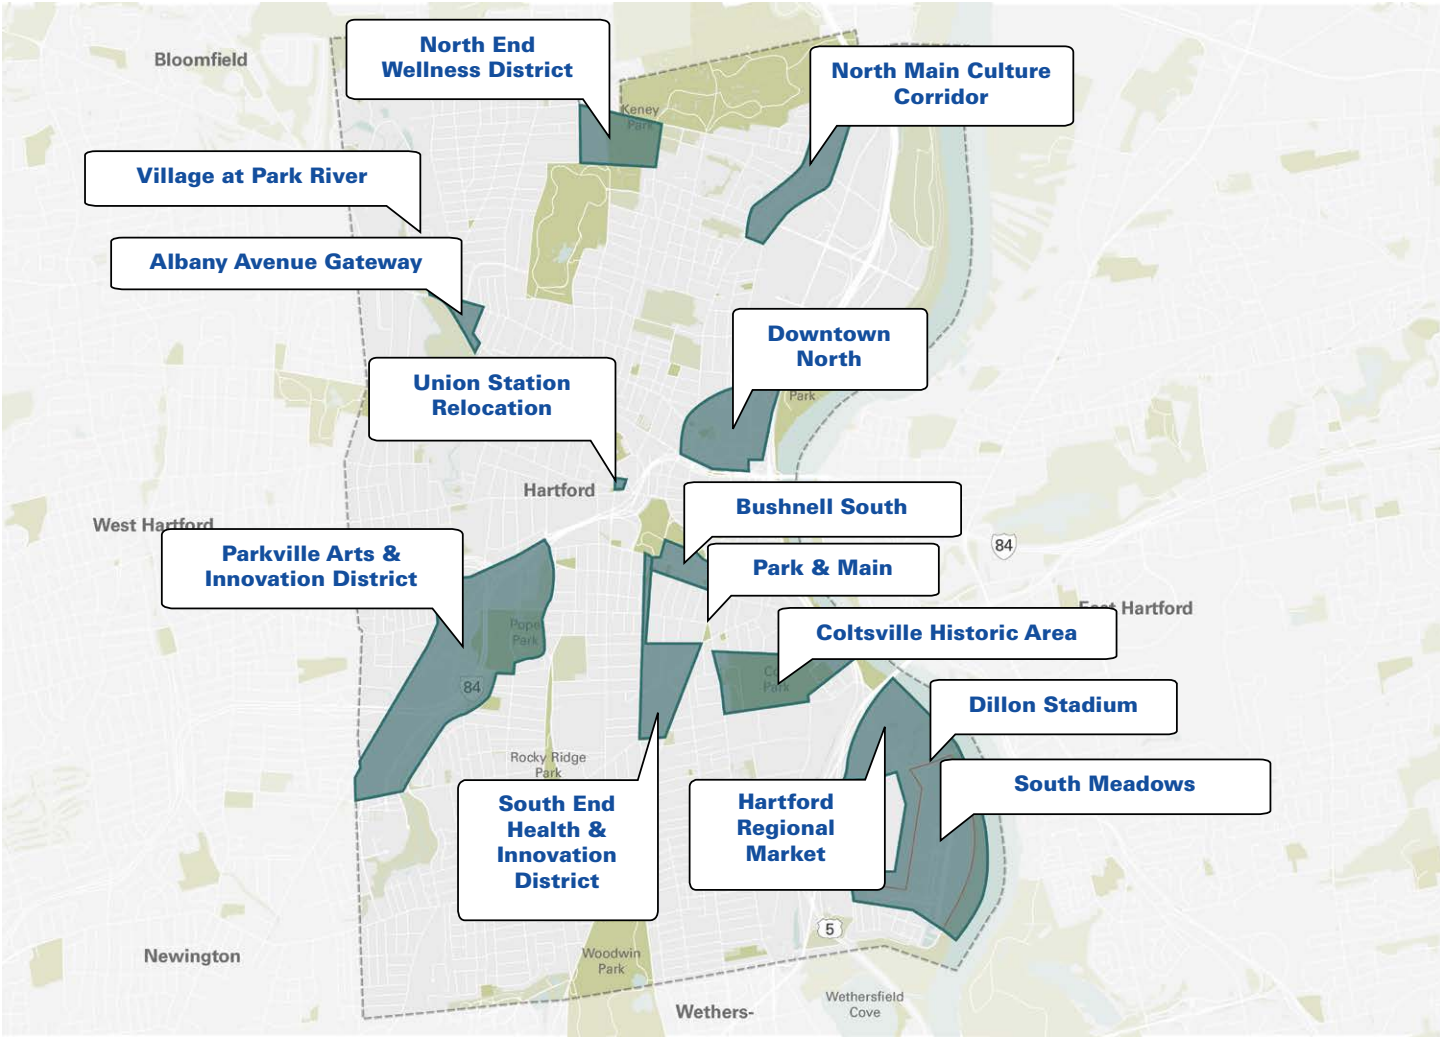 North End
Wellness District
Bloomfield
North Main Culture
Corridor
Keney
Park
Village at Park River
Albany Avenue Gateway
Downtown
North
Union Station
Relocation
Park
Hartford
Bushnell South
West Hartford
84
Parkville Arts &
Innovation District
Park & Main
East Hartford
Pope
Park
Coltsville Historic Area
Park
84
Dillon Stadium
Rocky Ridge
Park
South Meadows
South End
Health &
Innovation
District
Hartford
Regional
Market
5
Newington
Woodwin
Park
Wethersfield
Cove
Wethers-